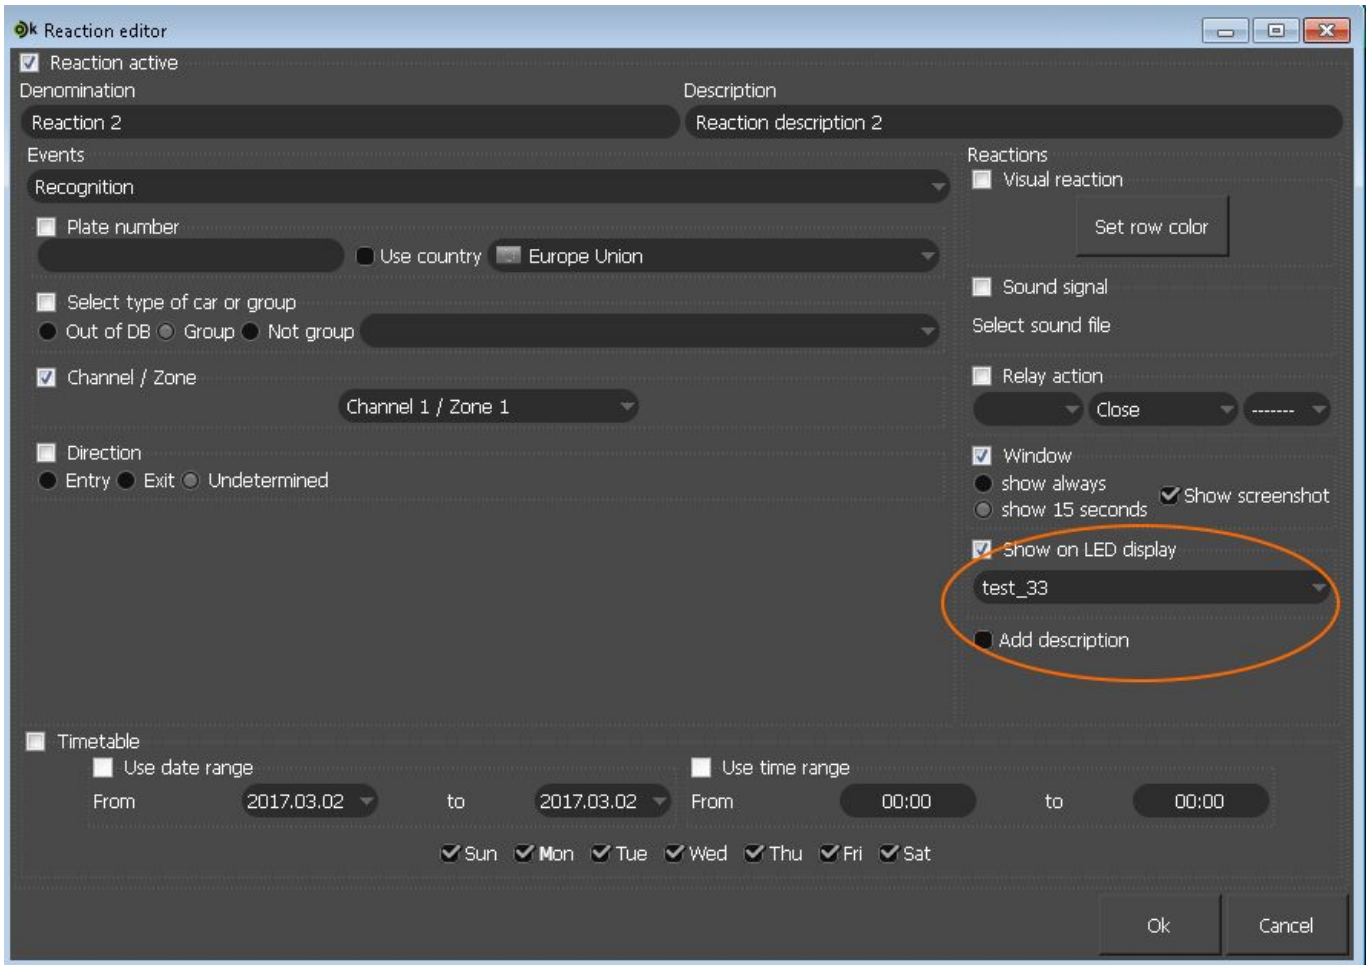 Reaction editor
Reaction active
Denomination
Description
Reaction 2
Reaction description 2
Events
Recognition
Plate number
Use country
Europe Union
Select type of car or group
Out of DB
Group
Not group
Channel / Zone
Channel 1 / Zone 1
Direction
Entry
Exit
Undetermined
Reactions
Visual reaction
Set row color
Sound signal
Select sound file
Relay action
Close
-------
Window
show always
show 15 seconds
Show screenshot
Show on LED display
test_33
Add description
Timetable
Use date range
From 2017.03.02 to 2017.03.02
Use time range
From 00:00 to 00:00
Sun Mon Tue Wed Thu Fri Sat
Ok
Cancel